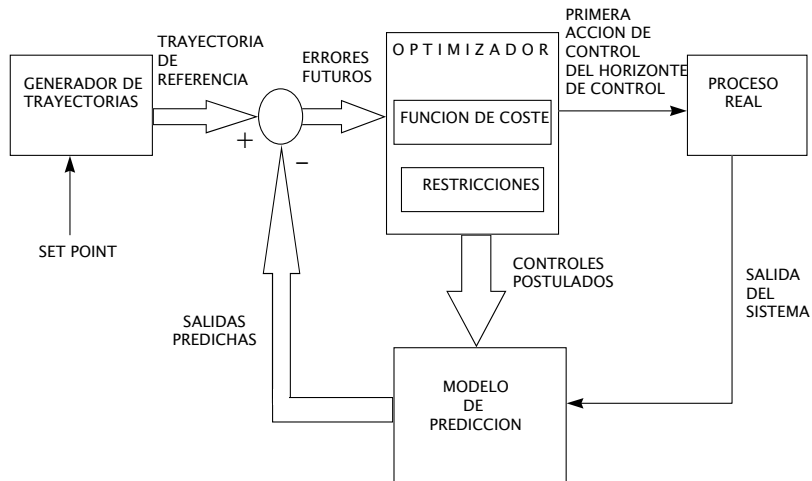 GENERADOR DE
TRAYECTORIAS
TRAYECTORIA
DE
REFERENCIA
ERRORES
FUTUROS
O P T I M I Z A D O R
FUNCION DE COSTE
RESTRICCIONES
PRIMERA
ACCION DE
CONTROL
DEL HORIZONTE
DE CONTROL
PROCESO
REAL
+
−
SET POINT
SALIDAS
PREDICHAS
CONTROLES
POSTULADOS
SALIDA
DEL
SISTEMA
MODELO
DE
PREDICCION